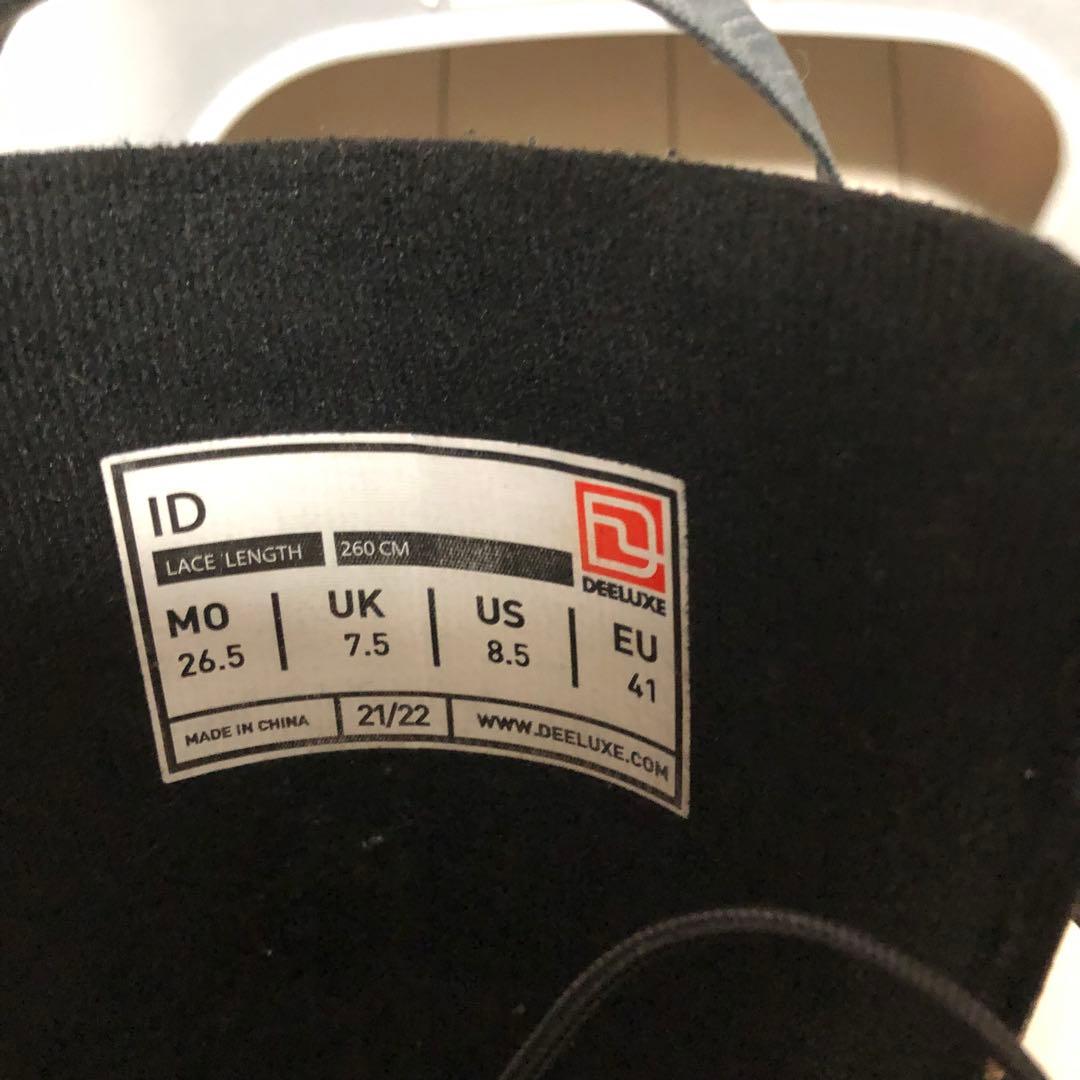 ID
LACE LENGTH 260 CM
DEELUXE
MO UK US EU
26.5 7.5 8.5 41
MADE IN CHINA 21/22 WWW.DEELUXE.COM